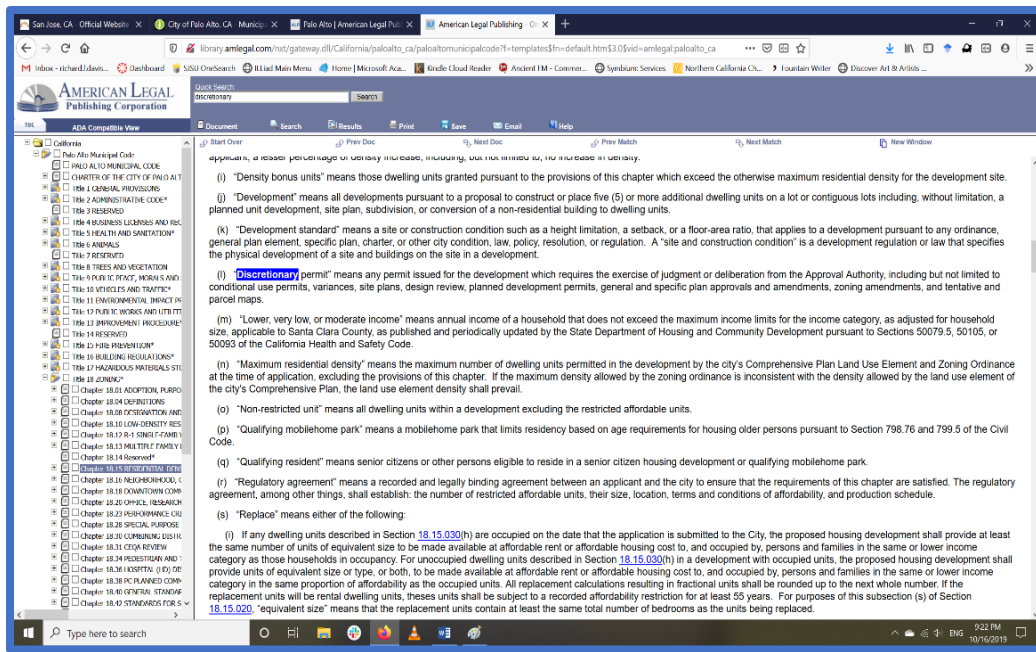 San Jose, CA Official Website
City of Palo Alto, CA - Municip
Palo Alto | American Legal Publ
American Legal Publishing - On
library.amlegal.com/nxt/gateway.dll/California/paloalto_ca/paloaltomunicipalcode?f=templates$fn=default.htm$3.0$vid=amlegal:paloalto_ca
Inbox - richard.l.davis...
Dashboard
SJSU OneSearch
ILLiad Main Menu
Home | Microsoft Aca...
Kindle Cloud Reader
Ancient FM - Commer...
Symbium: Services
Northern California Ch...
Fountain Writer
Discover Art & Artists ...
AMERICAN LEGAL
Publishing Corporation
Quick Search:
discretionary
Search
TOC
ADA Compatible View
Document
Search
Results
Print
Save
Email
Help
Start Over
Prev Doc
Next Doc
Prev Match
Next Match
New Window
California
Palo Alto Municipal Code
PALO ALTO MUNICIPAL CODE
CHARTER OF THE CITY OF PALO ALT
Title 1 GENERAL PROVISIONS
Title 2 ADMINISTRATIVE CODE*
Title 3 RESERVED
Title 4 BUSINESS LICENSES AND REG
Title 5 HEALTH AND SANITATION*
Title 6 ANIMALS
Title 7 RESERVED
Title 8 TREES AND VEGETATION
Title 9 PUBLIC PEACE, MORALS AND
Title 10 VEHICLES AND TRAFFIC*
Title 11 ENVIRONMENTAL IMPACT PR
Title 12 PUBLIC WORKS AND UTILITI
Title 13 IMPROVEMENT PROCEDURE*
Title 14 RESERVED
Title 15 FIRE PREVENTION*
Title 16 BUILDING REGULATIONS*
Title 17 HAZARDOUS MATERIALS STO
Title 18 ZONING*
Chapter 18.01 ADOPTION, PURPO
Chapter 18.04 DEFINITIONS
Chapter 18.08 DESIGNATION AND
Chapter 18.10 LOW-DENSITY RES
Chapter 18.12 R-1 SINGLE-FAMILY
Chapter 18.13 MULTIPLE FAMILY
Chapter 18.14 Reserved*
Chapter 18.15 RESIDENTIAL DENS
Chapter 18.16 NEIGHBORHOOD, C
Chapter 18.18 DOWNTOWN COMM
Chapter 18.20 OFFICE, RESEARCH
Chapter 18.23 PERFORMANCE CRI
Chapter 18.28 SPECIAL PURPOSE
Chapter 18.30 COMBINING DISTR
Chapter 18.31 CEQA REVIEW
Chapter 18.34 PEDESTRIAN AND T
Chapter 18.36 HOSPITAL (HD) DE
Chapter 18.38 PC PLANNED COMM
Chapter 18.40 GENERAL STANDAR
Chapter 18.42 STANDARDS FOR S
applicant, a lesser percentage of density increase, including, but not limited to, no increase in density.
(i) "Density bonus units" means those dwelling units granted pursuant to the provisions of this chapter which exceed the otherwise maximum residential density for the development site.
(j) "Development" means all developments pursuant to a proposal to construct or place five (5) or more additional dwelling units on a lot or contiguous lots including, without limitation, a
planned unit development, site plan, subdivision, or conversion of a non-residential building to dwelling units.
(k) "Development standard" means a site or construction condition such as a height limitation, a setback, or a floor-area ratio, that applies to a development pursuant to any ordinance,
general plan element, specific plan, charter, or other city condition, law, policy, resolution, or regulation. A "site and construction condition" is a development regulation or law that specifies
the physical development of a site and buildings on the site in a development.
(l) "Discretionary permit" means any permit issued for the development which requires the exercise of judgment or deliberation from the Approval Authority, including but not limited to
conditional use permits, variances, site plans, design review, planned development permits, general and specific plan approvals and amendments, zoning amendments, and tentative and
parcel maps.
(m) "Lower, very low, or moderate income" means annual income of a household that does not exceed the maximum income limits for the income category, as adjusted for household
size, applicable to Santa Clara County, as published and periodically updated by the State Department of Housing and Community Development pursuant to Sections 50079.5, 50105, or
50093 of the California Health and Safety Code.
(n) "Maximum residential density" means the maximum number of dwelling units permitted in the development by the city's Comprehensive Plan Land Use Element and Zoning Ordinance
at the time of application, excluding the provisions of this chapter. If the maximum density allowed by the zoning ordinance is inconsistent with the density allowed by the land use element of
the city's Comprehensive Plan, the land use element density shall prevail.
(o) "Non-restricted unit" means all dwelling units within a development excluding the restricted affordable units.
(p) "Qualifying mobilehome park" means a mobilehome park that limits residency based on age requirements for housing older persons pursuant to Section 798.76 and 799.5 of the Civil
Code.
(q) "Qualifying resident" means senior citizens or other persons eligible to reside in a senior citizen housing development or qualifying mobilehome park.
(r) "Regulatory agreement" means a recorded and legally binding agreement between an applicant and the city to ensure that the requirements of this chapter are satisfied. The regulatory
agreement, among other things, shall establish: the number of restricted affordable units, their size, location, terms and conditions of affordability, and production schedule.
(s) "Replace" means either of the following:
(i) If any dwelling units described in Section 18.15.030(h) are occupied on the date that the application is submitted to the City, the proposed housing development shall provide at least
the same number of units of equivalent size to be made available at affordable rent or affordable housing cost to, and occupied by, persons and families in the same or lower income
category as those households in occupancy. For unoccupied dwelling units described in Section 18.15.030(h) in a development with occupied units, the proposed housing development shall
provide units of equivalent size or type, or both, to be made available at affordable rent or affordable housing cost to, and occupied by, persons and families in the same or lower income
category in the same proportion of affordability as the occupied units. All replacement calculations resulting in fractional units shall be rounded up to the next whole number. If the
replacement units will be rental dwelling units, theses units shall be subject to a recorded affordability restriction for at least 55 years. For purposes of this subsection (s) of Section
18.15.020, "equivalent size" means that the replacement units contain at least the same total number of bedrooms as the units being replaced.
Type here to search
ENG
9:22 PM
10/16/2019